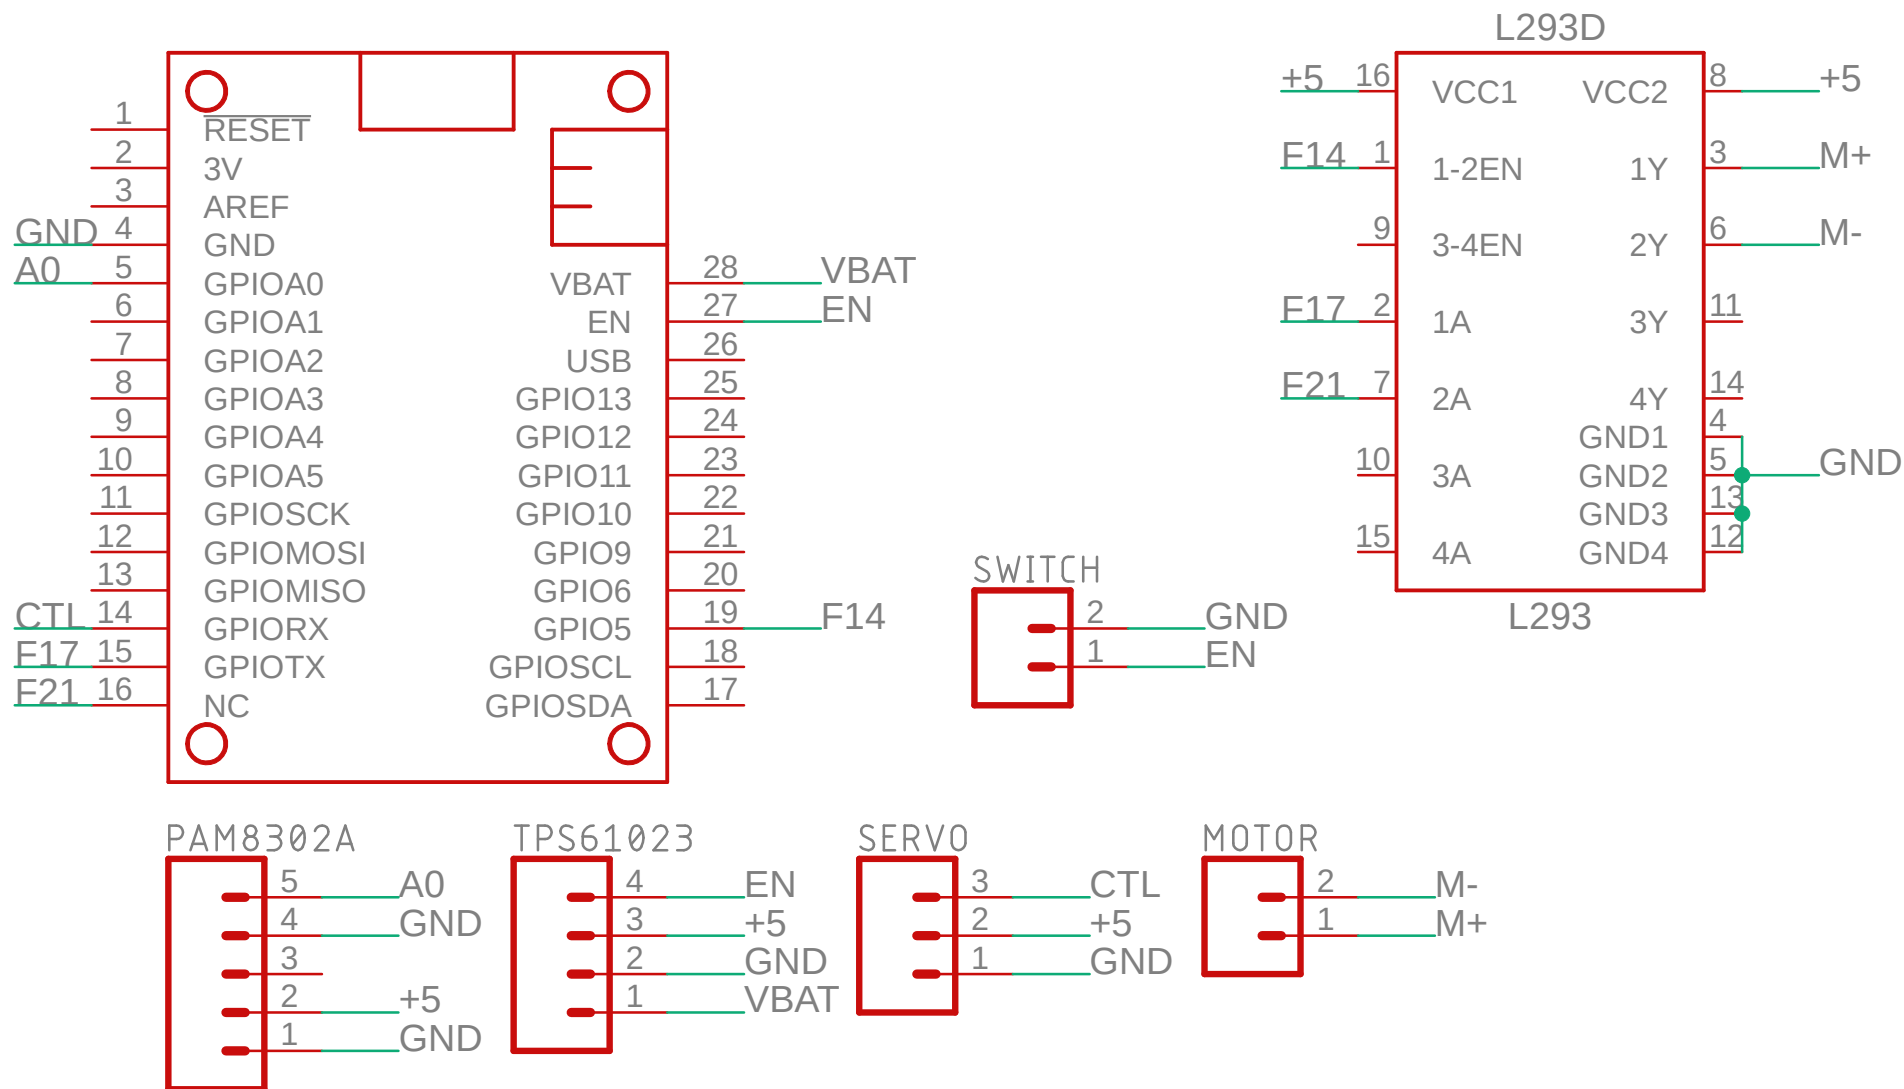 1 RESET
2 3V
3 AREF
GND 4 GND
A0 5 GPIOA0
6 GPIOA1
7 GPIOA2
8 GPIOA3
9 GPIOA4
10 GPIOA5
11 GPIOSCK
12 GPIOMOSI
13 GPIOMISO
CTL 14 GPIORX
F17 15 GPIOTX
F21 16 NC
VBAT 28 VBAT
EN 27 EN
USB 26
GPIO13 25
GPIO12 24
GPIO11 23
GPIO10 22
GPIO9 21
GPIO6 20
GPIO5 19 F14
GPIOSCL 18
GPIOSDA 17
L293D
+5 16 VCC1 VCC2 8 +5
F14 1 1-2EN 1Y 3 M+
9 3-4EN 2Y 6 M-
F17 2 1A 3Y 11
F21 7 2A 4Y 14
GND1 4
10 3A GND2 5 GND
GND3 13
15 4A GND4 12
L293
SWITCH
2 GND
1 EN
PAM8302A
5 A0
4 GND
3
2 +5
1 GND
TPS61023
4 EN
3 +5
2 GND
1 VBAT
SERVO
3 CTL
2 +5
1 GND
MOTOR
2 M-
1 M+